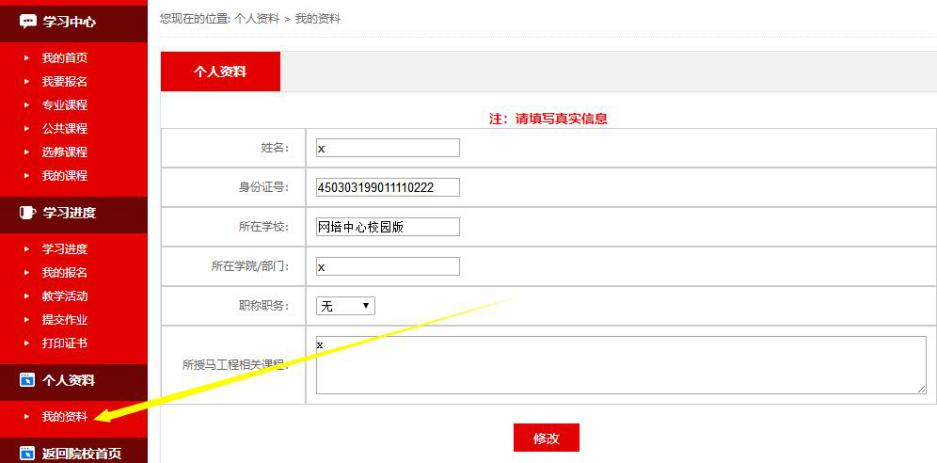 学习中心
我的首页
我要报名
专业课程
公共课程
选修课程
我的课程
学习进度
学习进度
我的报名
教学活动
提交作业
打印证书
个人资料
我的资料
返回院校首页
您现在的位置: 个人资料 > 我的资料
个人资料
注：请填写真实信息
姓名： x
身份证号： 450303199011110222
所在学校： 网培中心校园版
所在学院/部门： x
职称职务： 无
所授马工程相关课程： x
修改